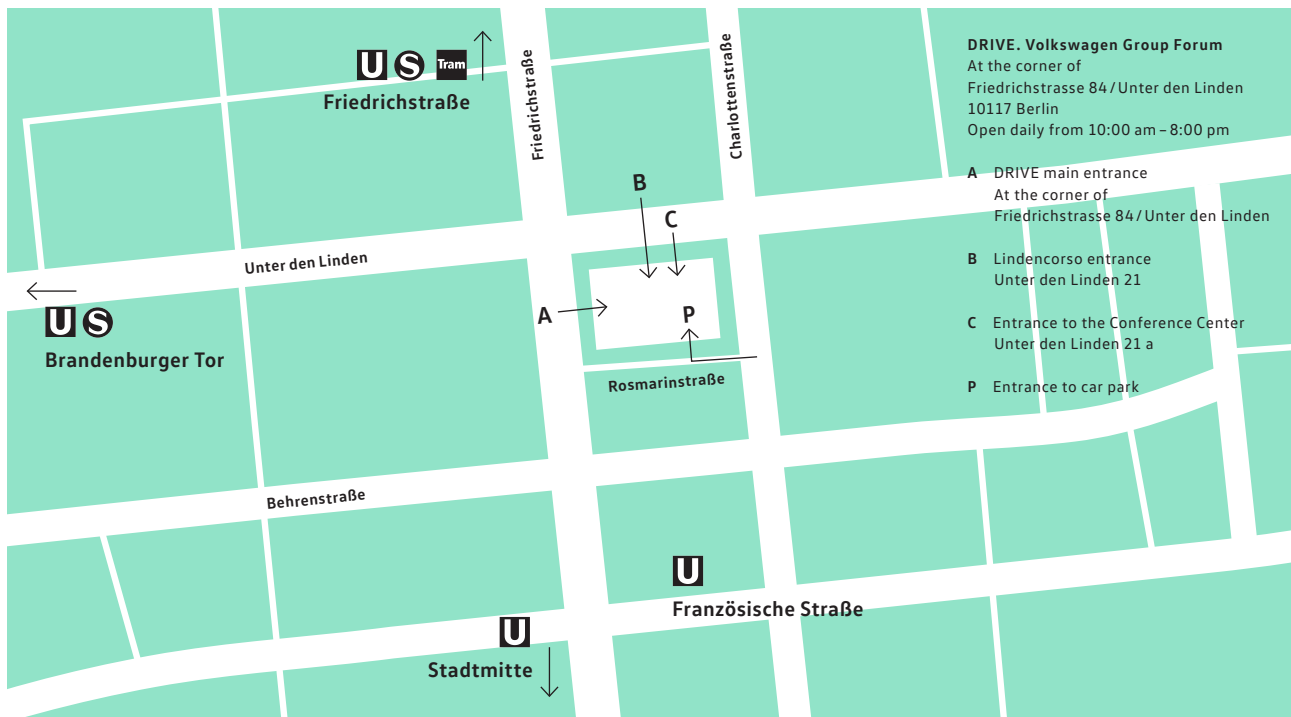 U S Tram
Friedrichstraße
Friedrichstraße
Charlottenstraße
DRIVE. Volkswagen Group Forum
At the corner of
Friedrichstrasse 84 / Unter den Linden
10117 Berlin
Open daily from 10:00 am – 8:00 pm
A DRIVE main entrance
At the corner of
Friedrichstrasse 84 / Unter den Linden
B Lindencorso entrance
Unter den Linden 21
C Entrance to the Conference Center
Unter den Linden 21 a
P Entrance to car park
B
C
Unter den Linden
A
P
U S
Brandenburger Tor
Rosmarinstraße
Behrenstraße
U
Französische Straße
U
Stadtmitte